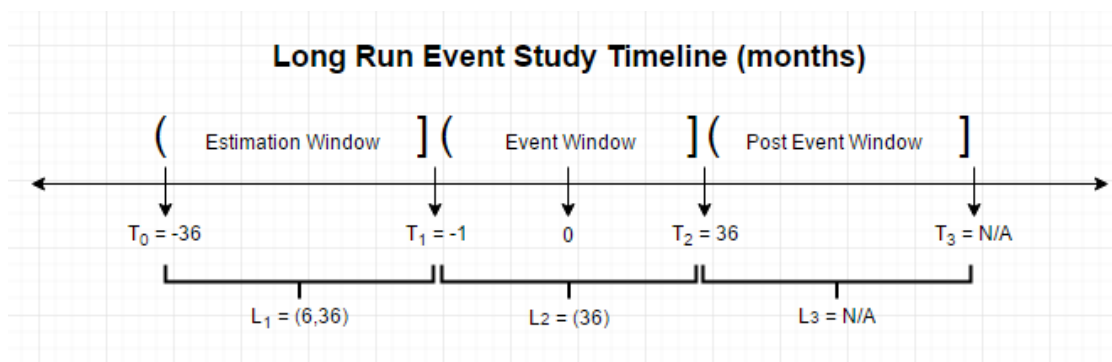 Long Run Event Study Timeline (months)
( Estimation Window ] ( Event Window ] ( Post Event Window ]
T₀ = -36 T₁ = -1 0 T₂ = 36 T₃ = N/A
L₁ = (6,36) L2 = (36) L3 = N/A